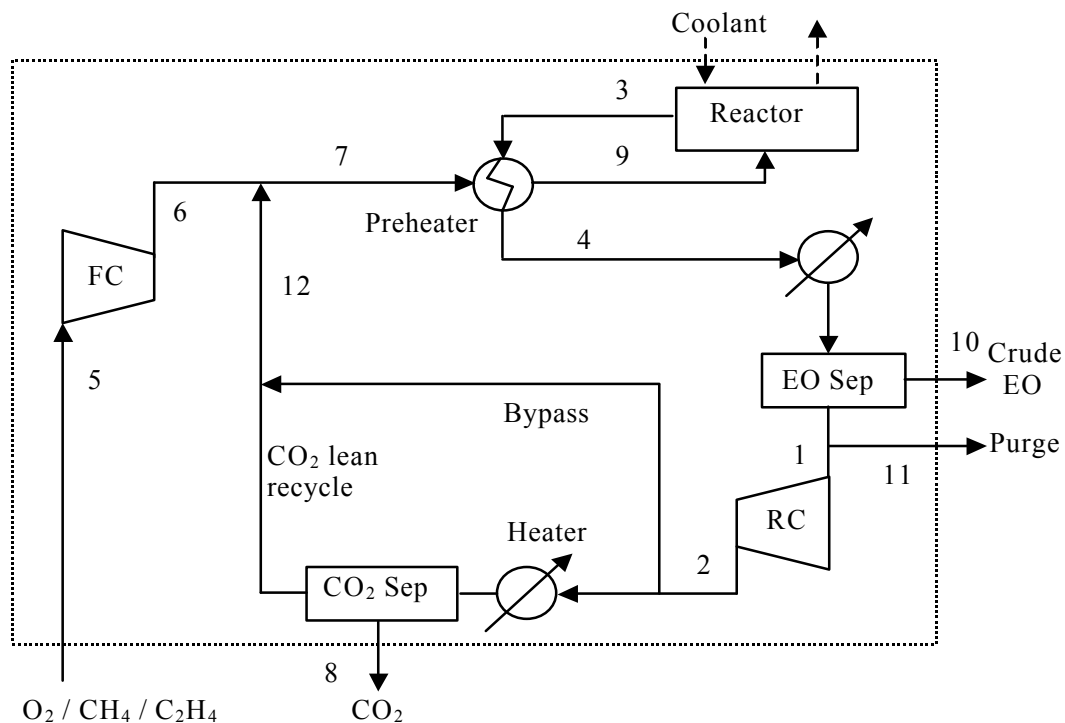 Coolant
3
Reactor
7
9
Preheater
6
4
FC
12
10
Crude
EO
EO Sep
5
Bypass
1
11
Purge
CO₂ lean
recycle
RC
Heater
2
CO₂ Sep
8
O₂ / CH₄ / C₂H₄
CO₂